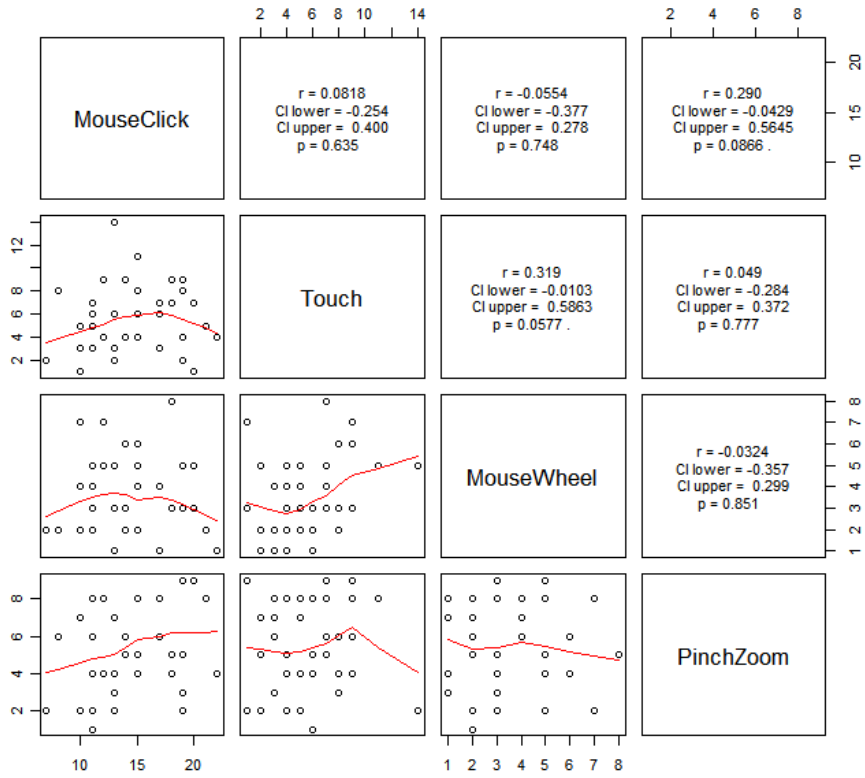 2 4 6 8 10 14
2 4 6 8
MouseClick
r = 0.0818
CI lower = -0.254
CI upper = 0.400
p = 0.635
r = -0.0554
CI lower = -0.377
CI upper = 0.278
p = 0.748
r = 0.290
CI lower = -0.0429
CI upper = 0.5645
p = 0.0866 .
10 15 20
2 4 6 8 12
Touch
r = 0.319
CI lower = -0.0103
CI upper = 0.5863
p = 0.0577 .
r = 0.049
CI lower = -0.284
CI upper = 0.372
p = 0.777
MouseWheel
r = -0.0324
CI lower = -0.357
CI upper = 0.299
p = 0.851
1 2 3 4 5 6 7 8
2 4 6 8
PinchZoom
10 15 20
1 2 3 4 5 6 7 8